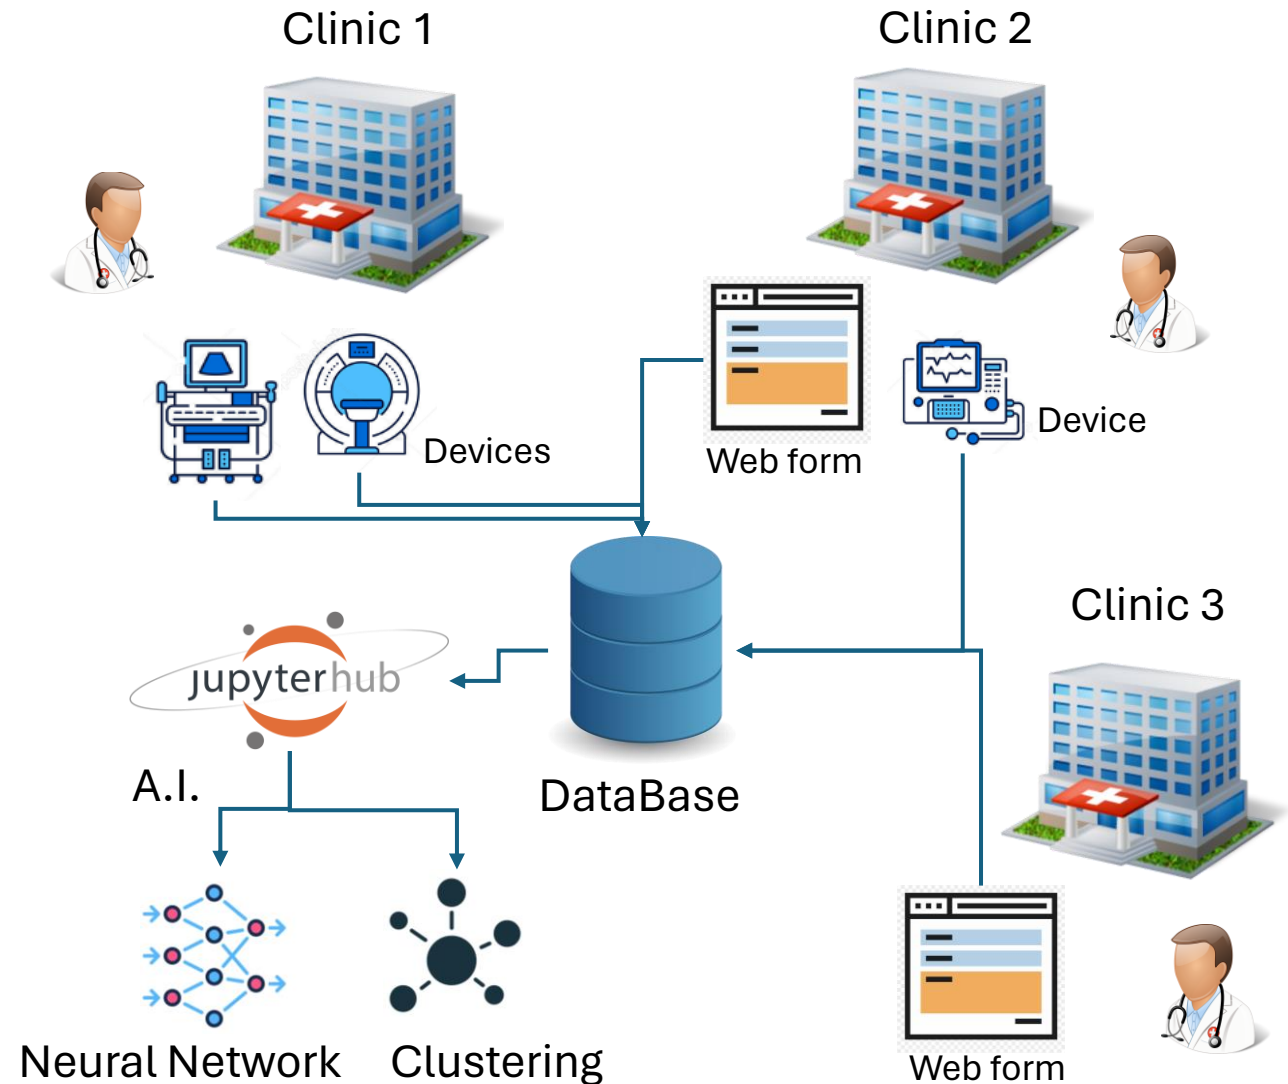 Clinic 1
Clinic 2
Devices
Web form
Device
Clinic 3
jupyterhub
A.I.
DataBase
Neural Network
Clustering
Web form